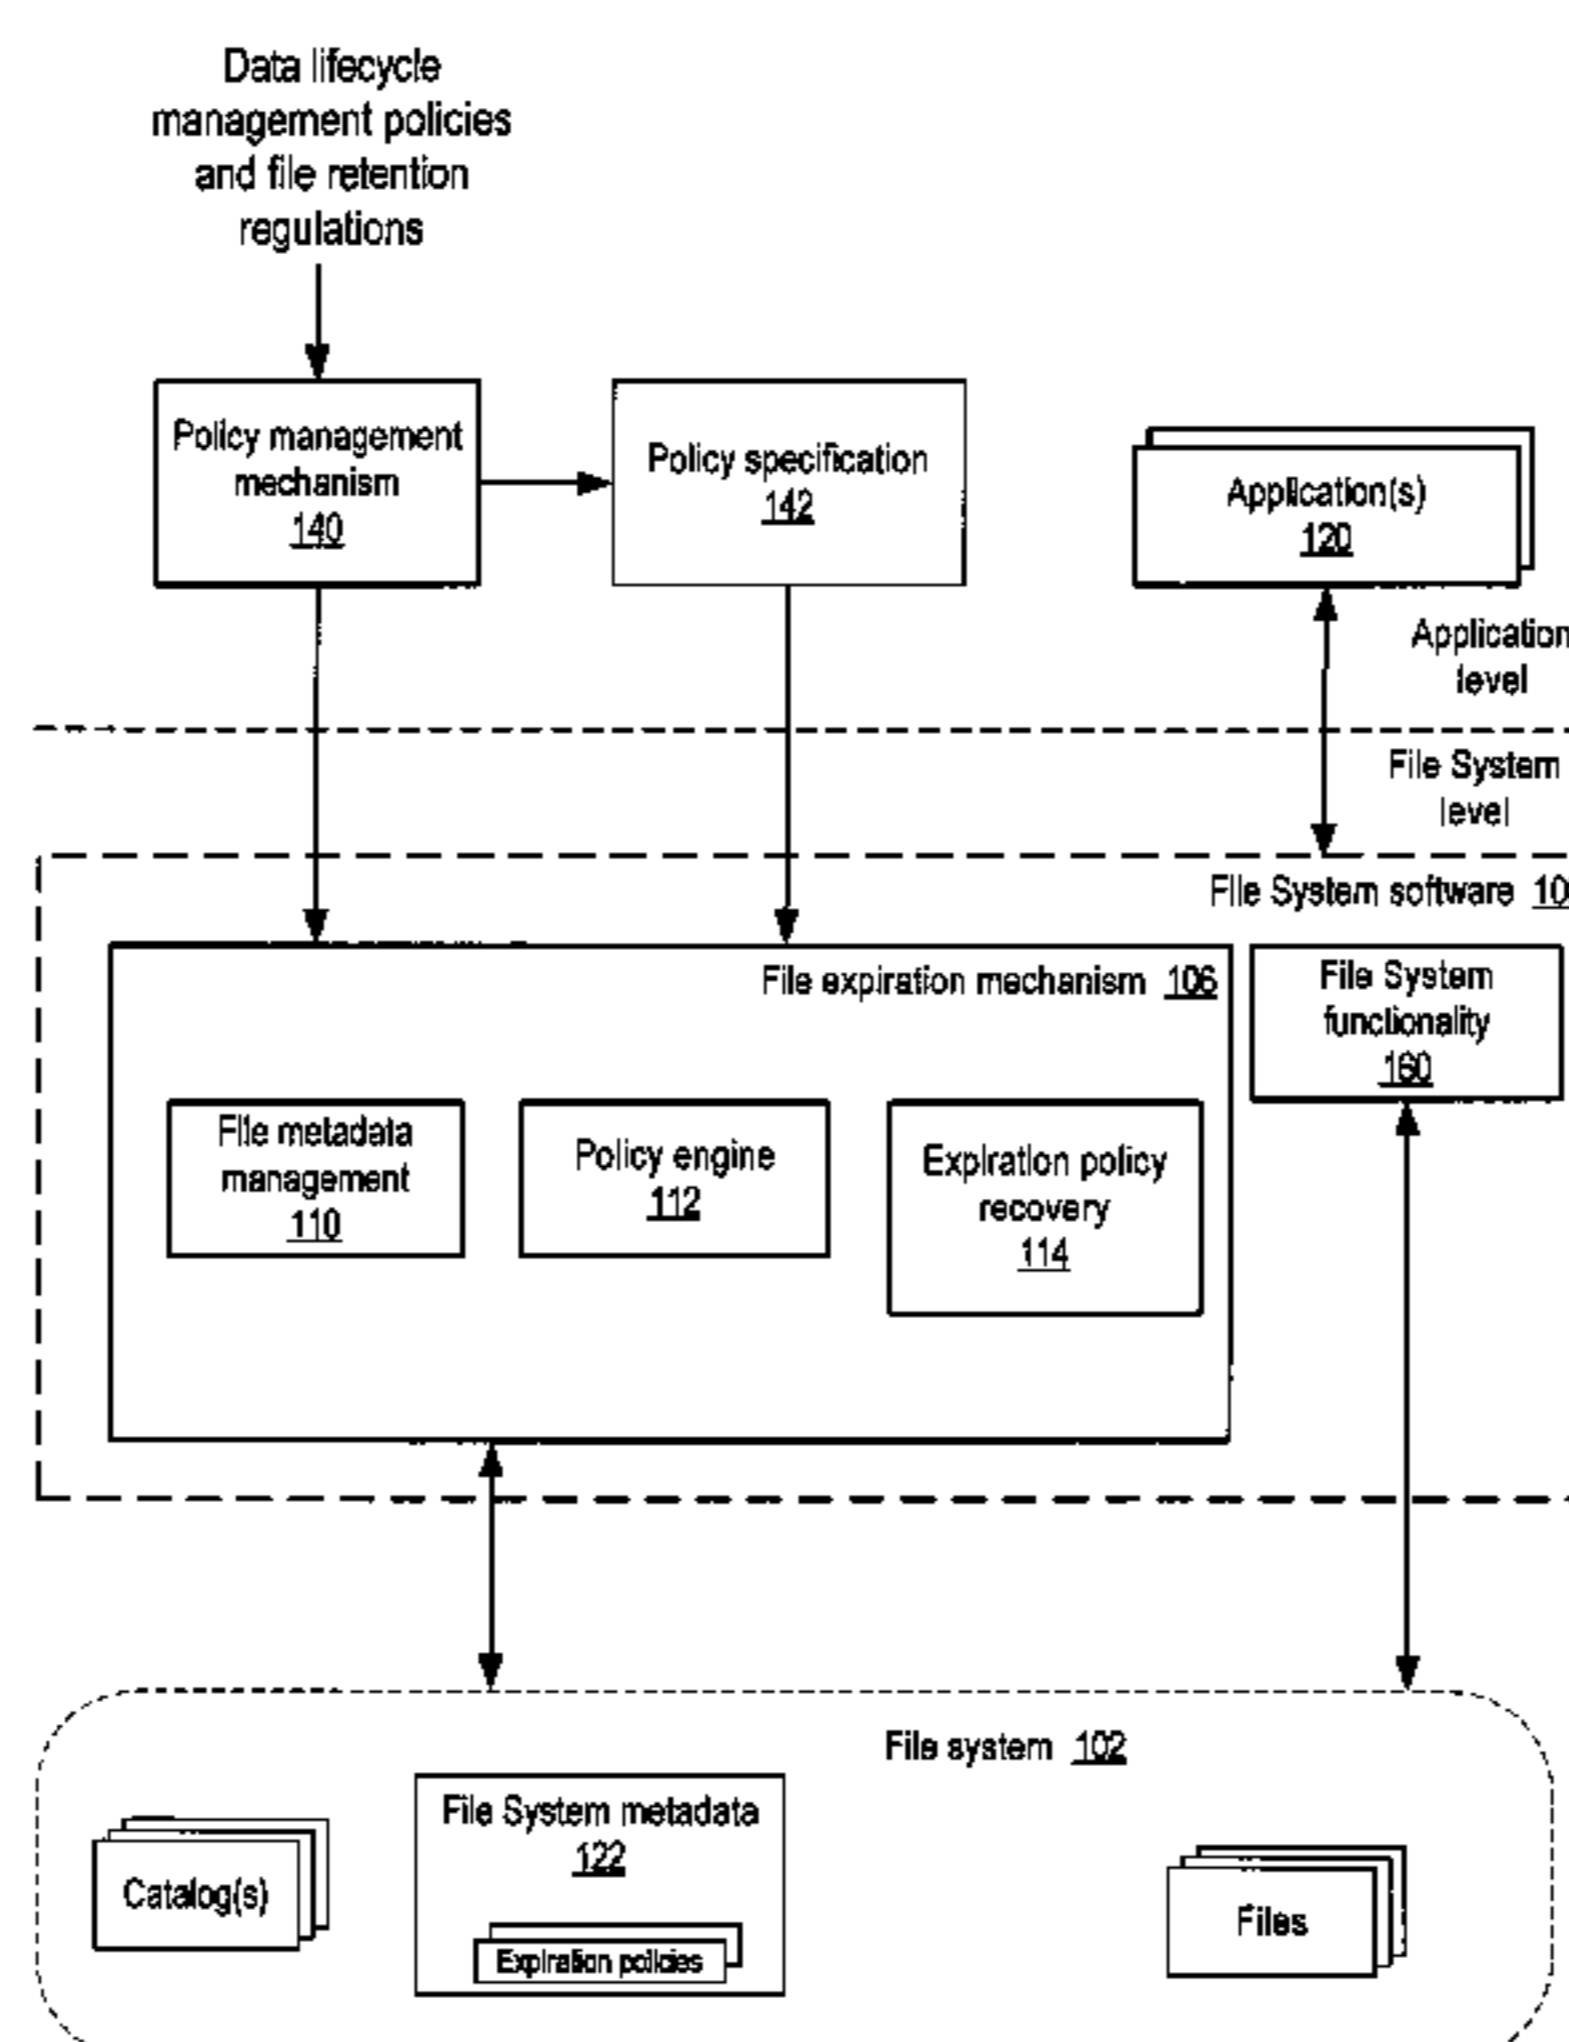 Data lifecycle
management policies
and file retention
regulations
Policy management
mechanism
140
Policy specification
142
Application(s)
120
Application
level
File System
level
File System software 10
File expiration mechanism 106
File System
functionality
160
File metadata
management
110
Policy engine
112
Expiration policy
recovery
114
File system 102
File System metadata
122
Catalog(s)
Files
Expiration policies